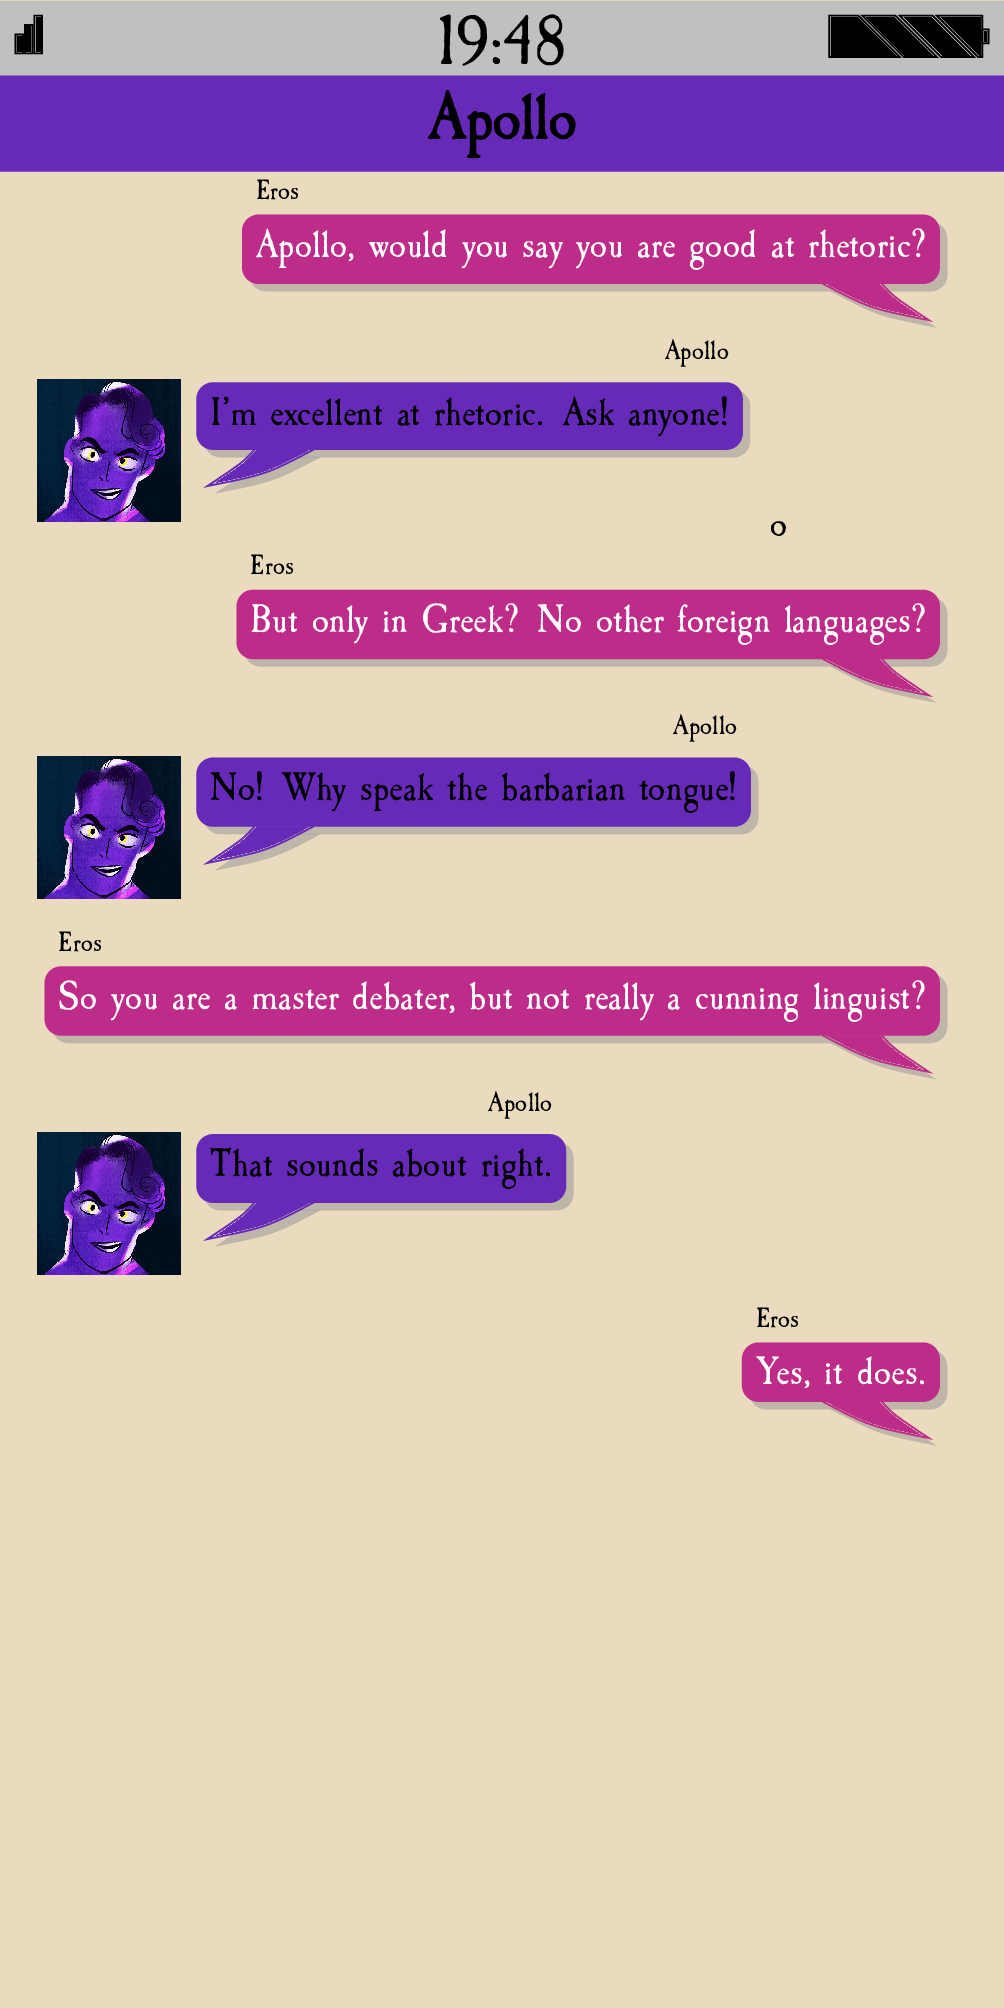 19:48
Apollo
Eros
Apollo, would you say you are good at rhetoric?
Apollo
I'm excellent at rhetoric. Ask anyone!
o
Eros
But only in Greek? No other foreign languages?
Apollo
No! Why speak the barbarian tongue!
Eros
So you are a master debater, but not really a cunning linguist?
Apollo
That sounds about right.
Eros
Yes, it does.